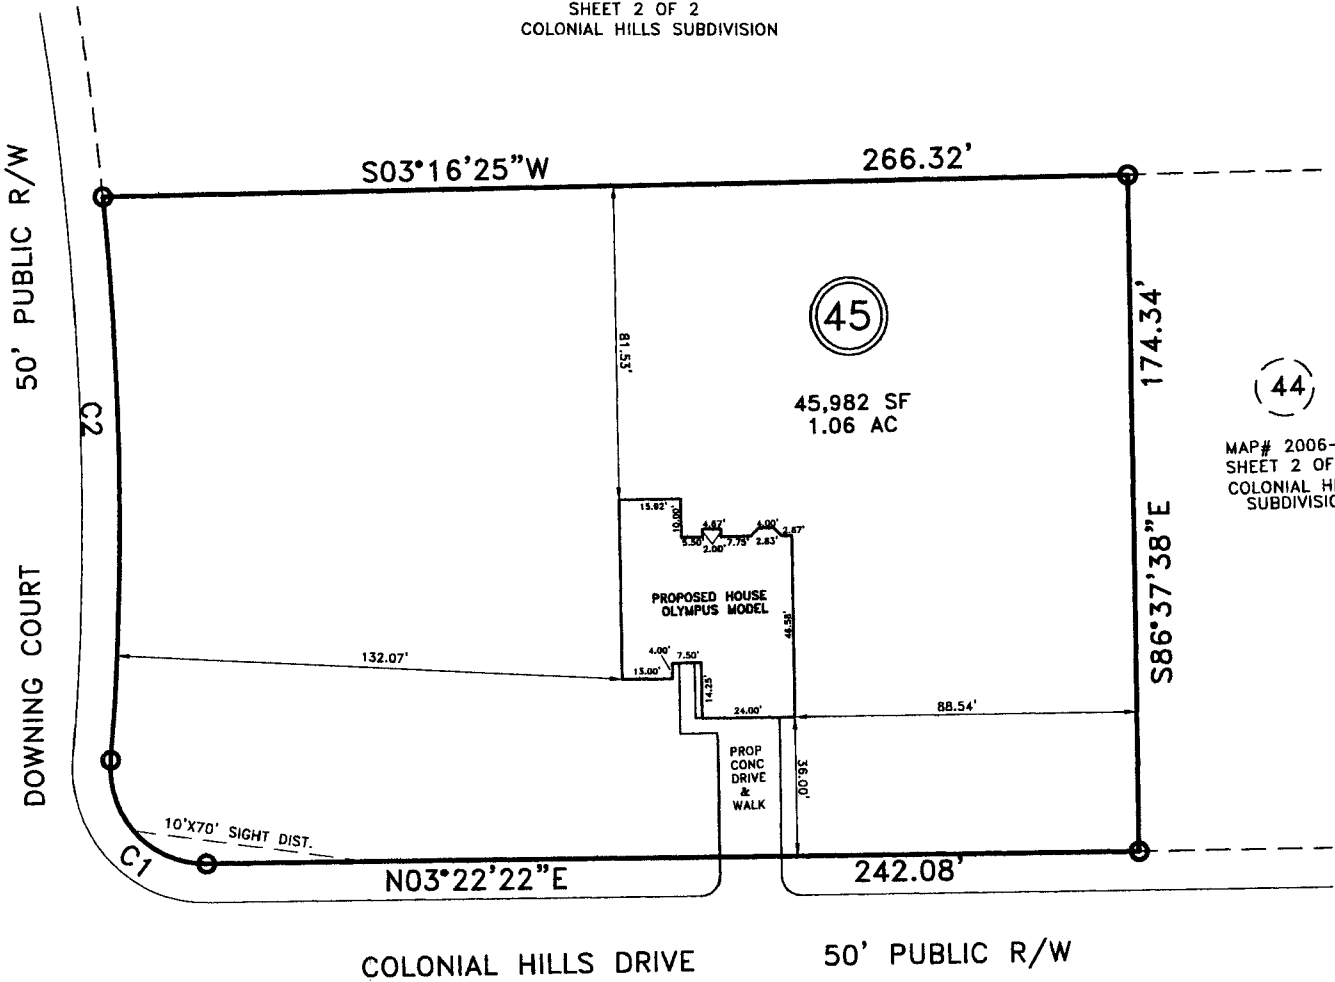 SHEET 2 OF 2
COLONIAL HILLS SUBDIVISION
S03°16'25"W
266.32'
50' PUBLIC R/W
DOWNING COURT
C2
81.53'
45
45,982 SF
1.06 AC
174.34'
S86°37'38"E
44
MAP# 2006-
SHEET 2 OF
COLONIAL H
SUBDIVISIO
15.92'
10.00'
5.50'
4.67'
2.00'
7.75'
4.00'
2.83'
2.67'
PROPOSED HOUSE
OLYMPUS MODEL
132.07'
13.00'
4.00'
7.50'
14.25'
24.00'
88.54'
36.00'
PROP
CONC
DRIVE
&
WALK
10'X70' SIGHT DIST.
C1
N03°22'22"E
242.08'
COLONIAL HILLS DRIVE
50' PUBLIC R/W